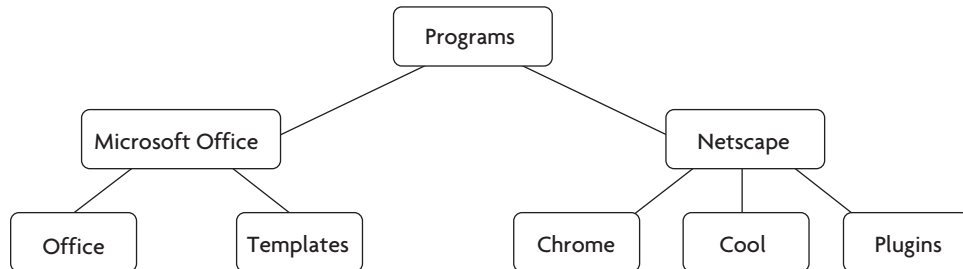 Programs
Microsoft Office
Netscape
Office
Templates
Chrome
Cool
Plugins